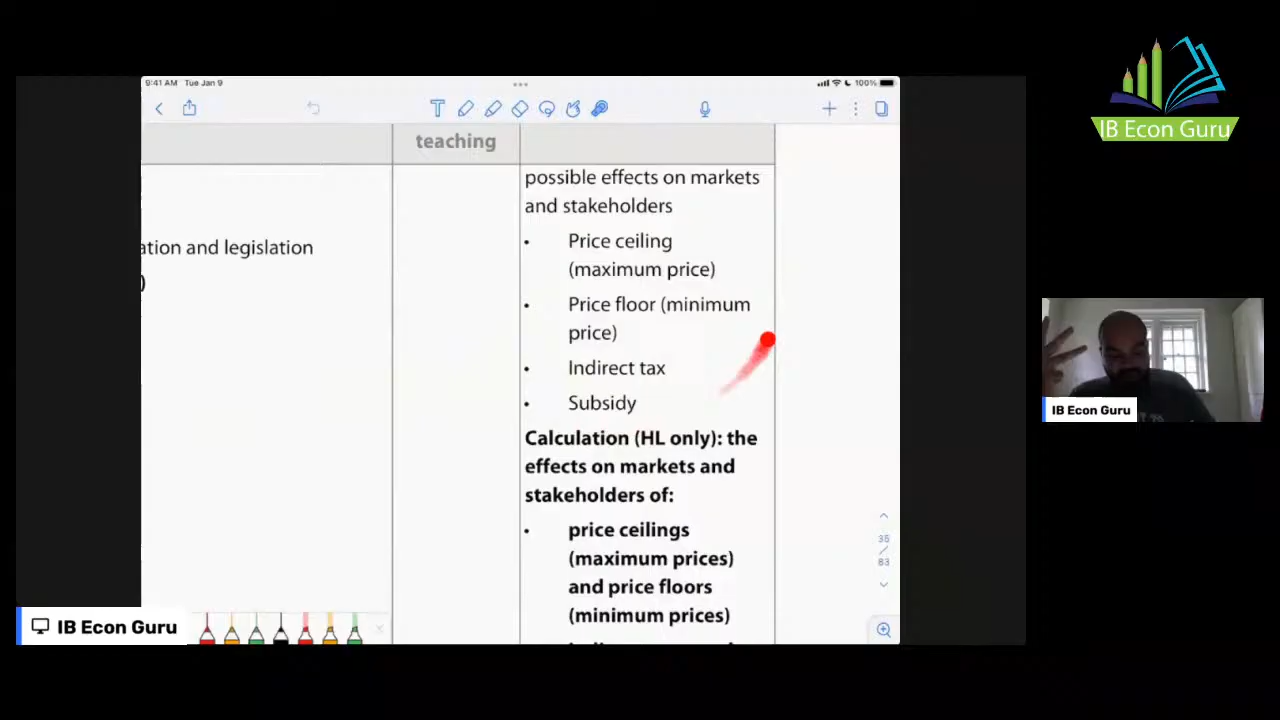 9:41 AM Tue Jan 9
100%
IB Econ Guru
teaching
possible effects on markets
and stakeholders
ation and legislation
)
• Price ceiling
(maximum price)
• Price floor (minimum
price)
• Indirect tax
• Subsidy
Calculation (HL only): the
effects on markets and
stakeholders of:
• price ceilings
(maximum prices)
and price floors
(minimum prices)
35
/
83
IB Econ Guru
IB Econ Guru